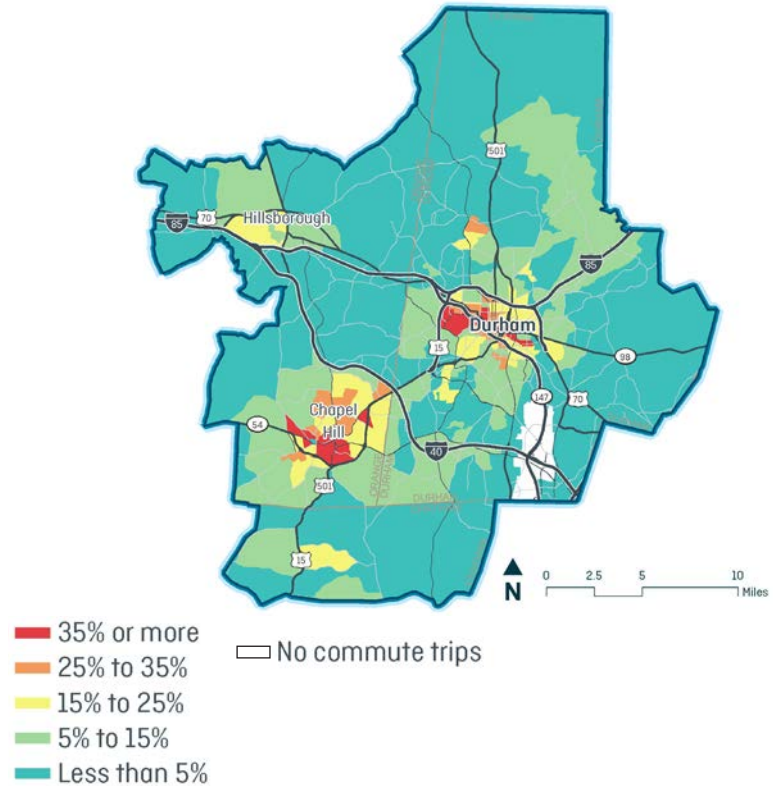 501
85
70
Hillsborough
85
Durham
15
98
Chapel
Hill
54
147
70
40
501
ORANGE
DURHAM
DURHAM
15
N
0 2.5 5 10
Miles
35% or more
25% to 35%
15% to 25%
5% to 15%
Less than 5%
No commute trips